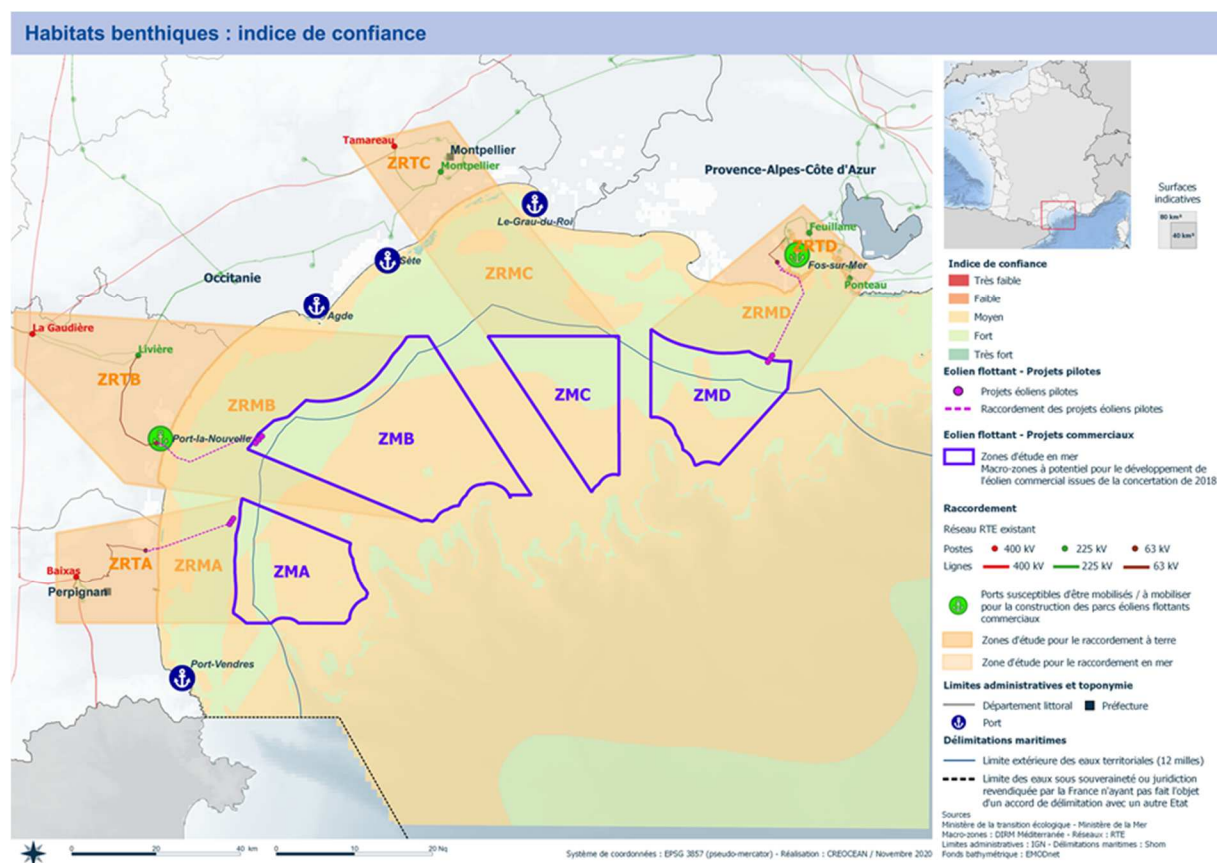 Habitats benthiques : indice de confiance
Tamareau
ZRTC
Montpellier
Montpellier
Provence-Alpes-Côte d'Azur
Le-Grau-du-Roi
Feuillane
ZRTD
Fos-sur-Mer
Ponteau
Sète
ZRMC
Occitanie
Agde
ZRMD
La Gaudière
Livière
ZRTB
ZRMB
ZMC
ZMD
ZMB
Port-la-Nouvelle
ZRTA
ZRMA
ZMA
Baixas
Perpignan
Port-Vendres
Surfaces
indicatives
80 km²
40 km²
Indice de confiance
Très faible
Faible
Moyen
Fort
Très fort
Eolien flottant - Projets pilotes
Projets éoliens pilotes
Raccordement des projets éoliens pilotes
Eolien flottant - Projets commerciaux
Zones d'étude en mer
Macro-zones à potentiel pour le développement de
l'éolien commercial issues de la concertation de 2018
Raccordement
Réseau RTE existant
Postes 400 kV 225 kV 63 kV
Lignes 400 kV 225 kV 63 kV
Ports susceptibles d'être mobilisés / à mobiliser
pour la construction des parcs éoliens flottants
commerciaux
Zones d'étude pour le raccordement à terre
Zone d'étude pour le raccordement en mer
Limites administratives et toponymie
Département littoral Préfecture
Port
Délimitations maritimes
Limite extérieure des eaux territoriales (12 milles)
Limite des eaux sous souveraineté ou juridiction
revendiquée par la France n'ayant pas fait l'objet
d'un accord de délimitation avec un autre Etat
Sources
Ministère de la transition écologique - Ministère de la Mer
Macro-zones : DIRM Méditerranée - Réseaux : RTE
Limites administratives : IGN - Délimitations maritimes : Shom
Fonds bathymétrique : EMODnet
0 20 40 km
0 10 20 Nq
Système de coordonnées : EPSG 3857 (pseudo-mercator) - Réalisation : CREOCEAN / Novembre 2020